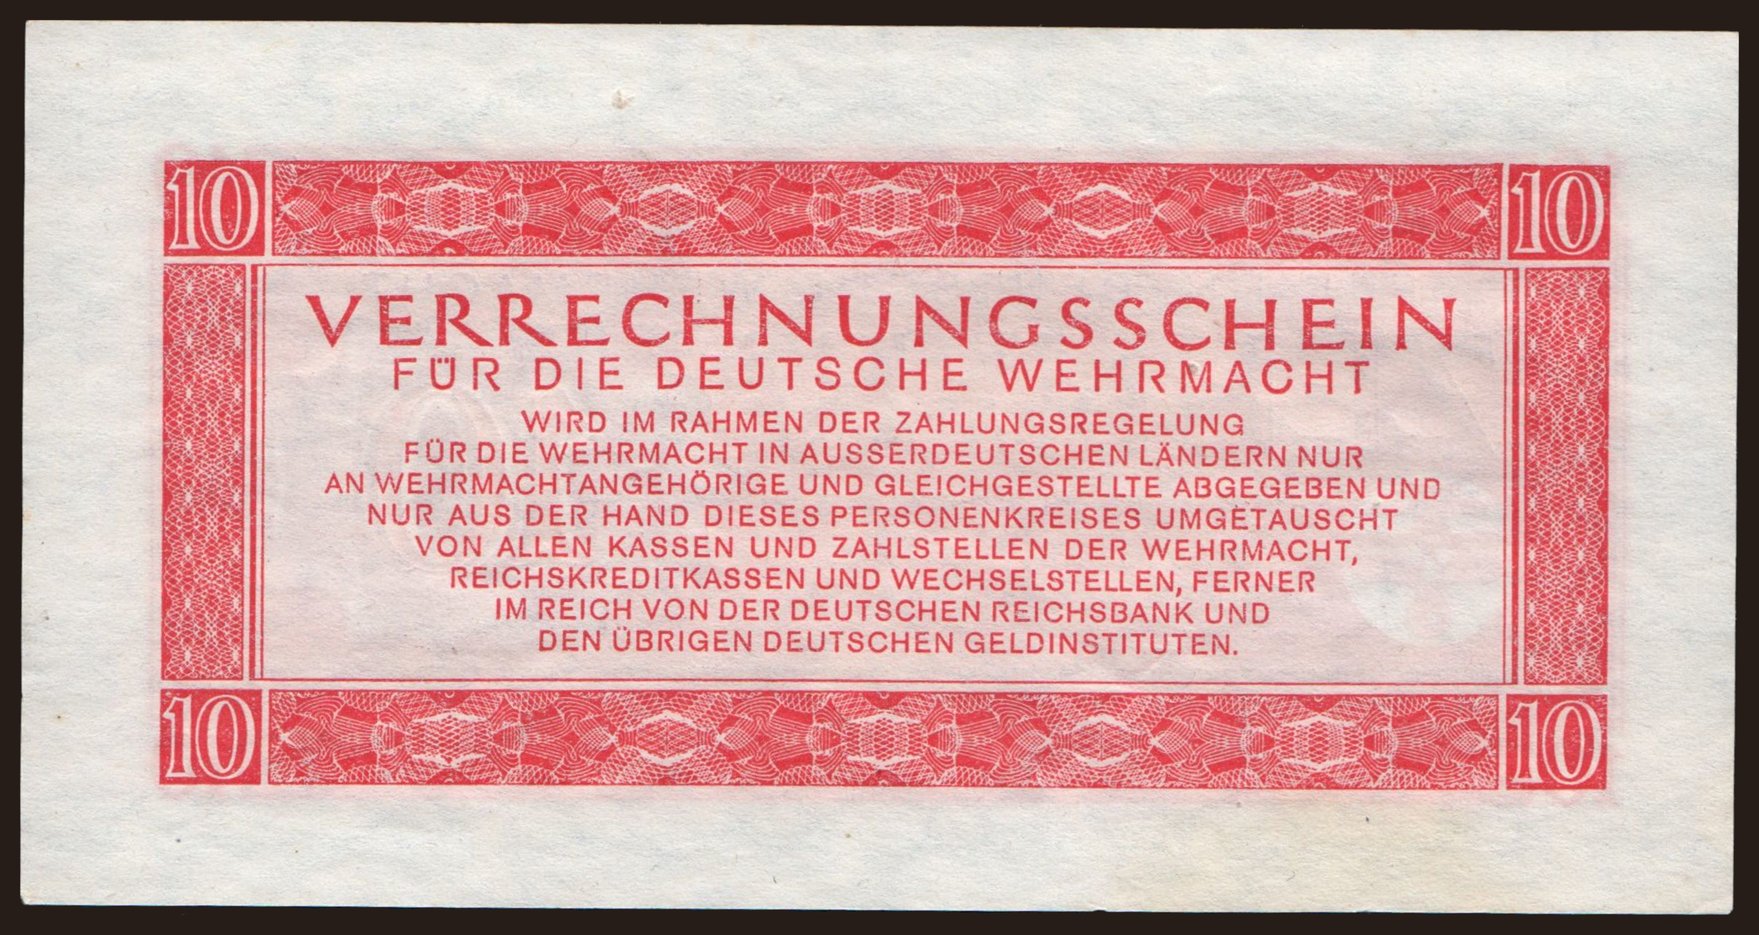 10 10
VERRECHNUNGSSCHEIN
FÜR DIE DEUTSCHE WEHRMACHT
WIRD IM RAHMEN DER ZAHLUNGSREGELUNG
FÜR DIE WEHRMACHT IN AUSSERDEUTSCHEN LÄNDERN NUR
AN WEHRMACHTANGEHÖRIGE UND GLEICHGESTELLTE ABGEGEBEN UND
NUR AUS DER HAND DIESES PERSONENKREISES UMGETAUSCHT
VON ALLEN KASSEN UND ZAHLSTELLEN DER WEHRMACHT,
REICHSKREDITKASSEN UND WECHSELSTELLEN, FERNER
IM REICH VON DER DEUTSCHEN REICHSBANK UND
DEN ÜBRIGEN DEUTSCHEN GELDINSTITUTEN.
10 10